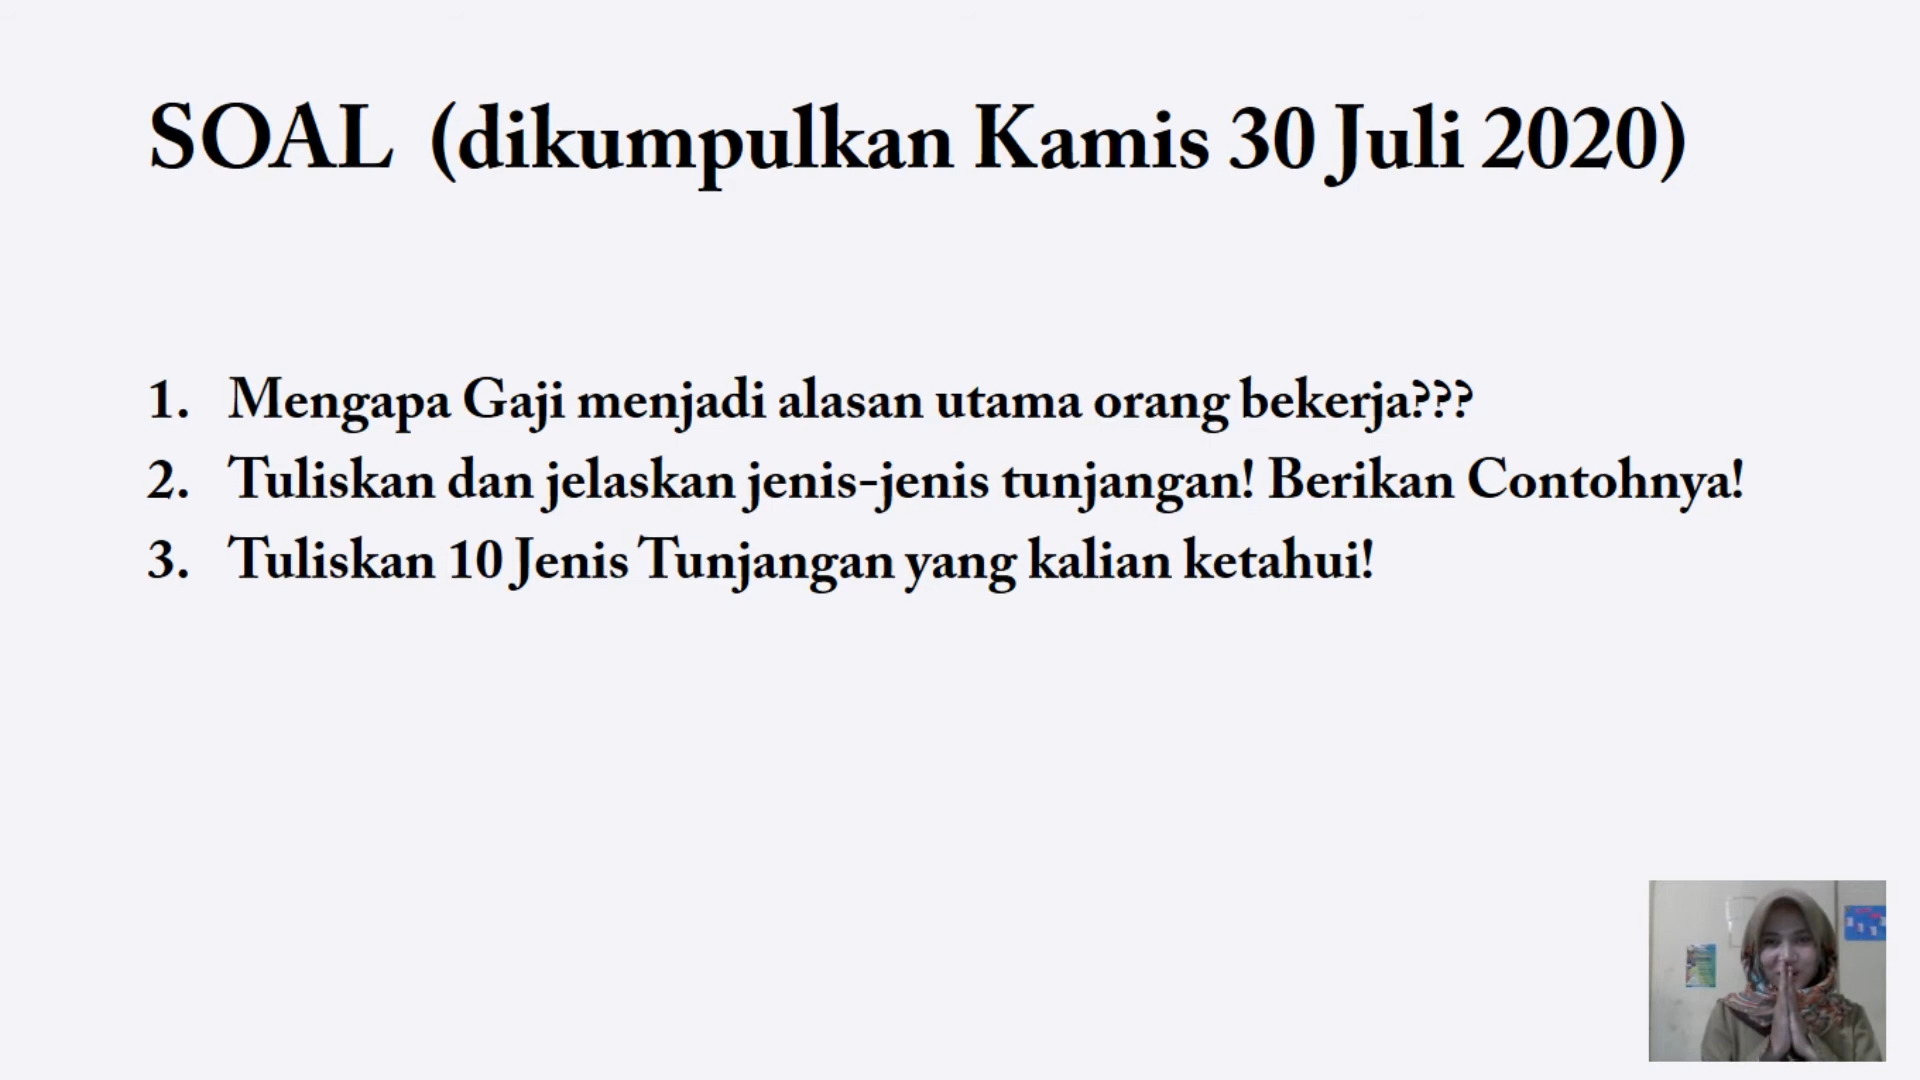 SOAL (dikumpulkan Kamis 30 Juli 2020)
1. Mengapa Gaji menjadi alasan utama orang bekerja???
2. Tuliskan dan jelaskan jenis-jenis tunjangan! Berikan Contohnya!
3. Tuliskan 10 Jenis Tunjangan yang kalian ketahui!